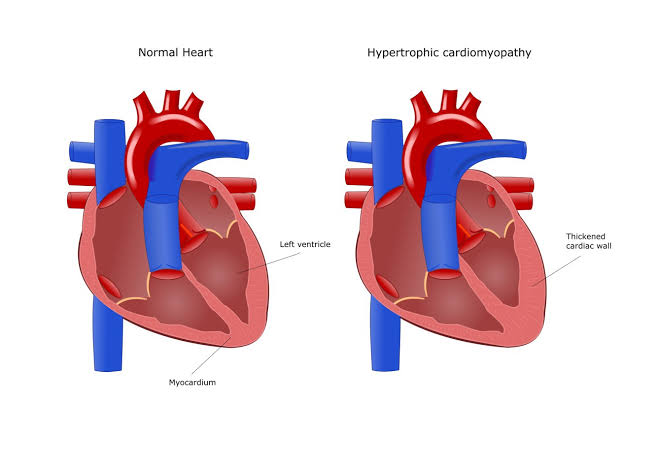 Normal Heart
Hypertrophic cardiomyopathy
Left ventricle
Myocardium
Thickened
cardiac wall